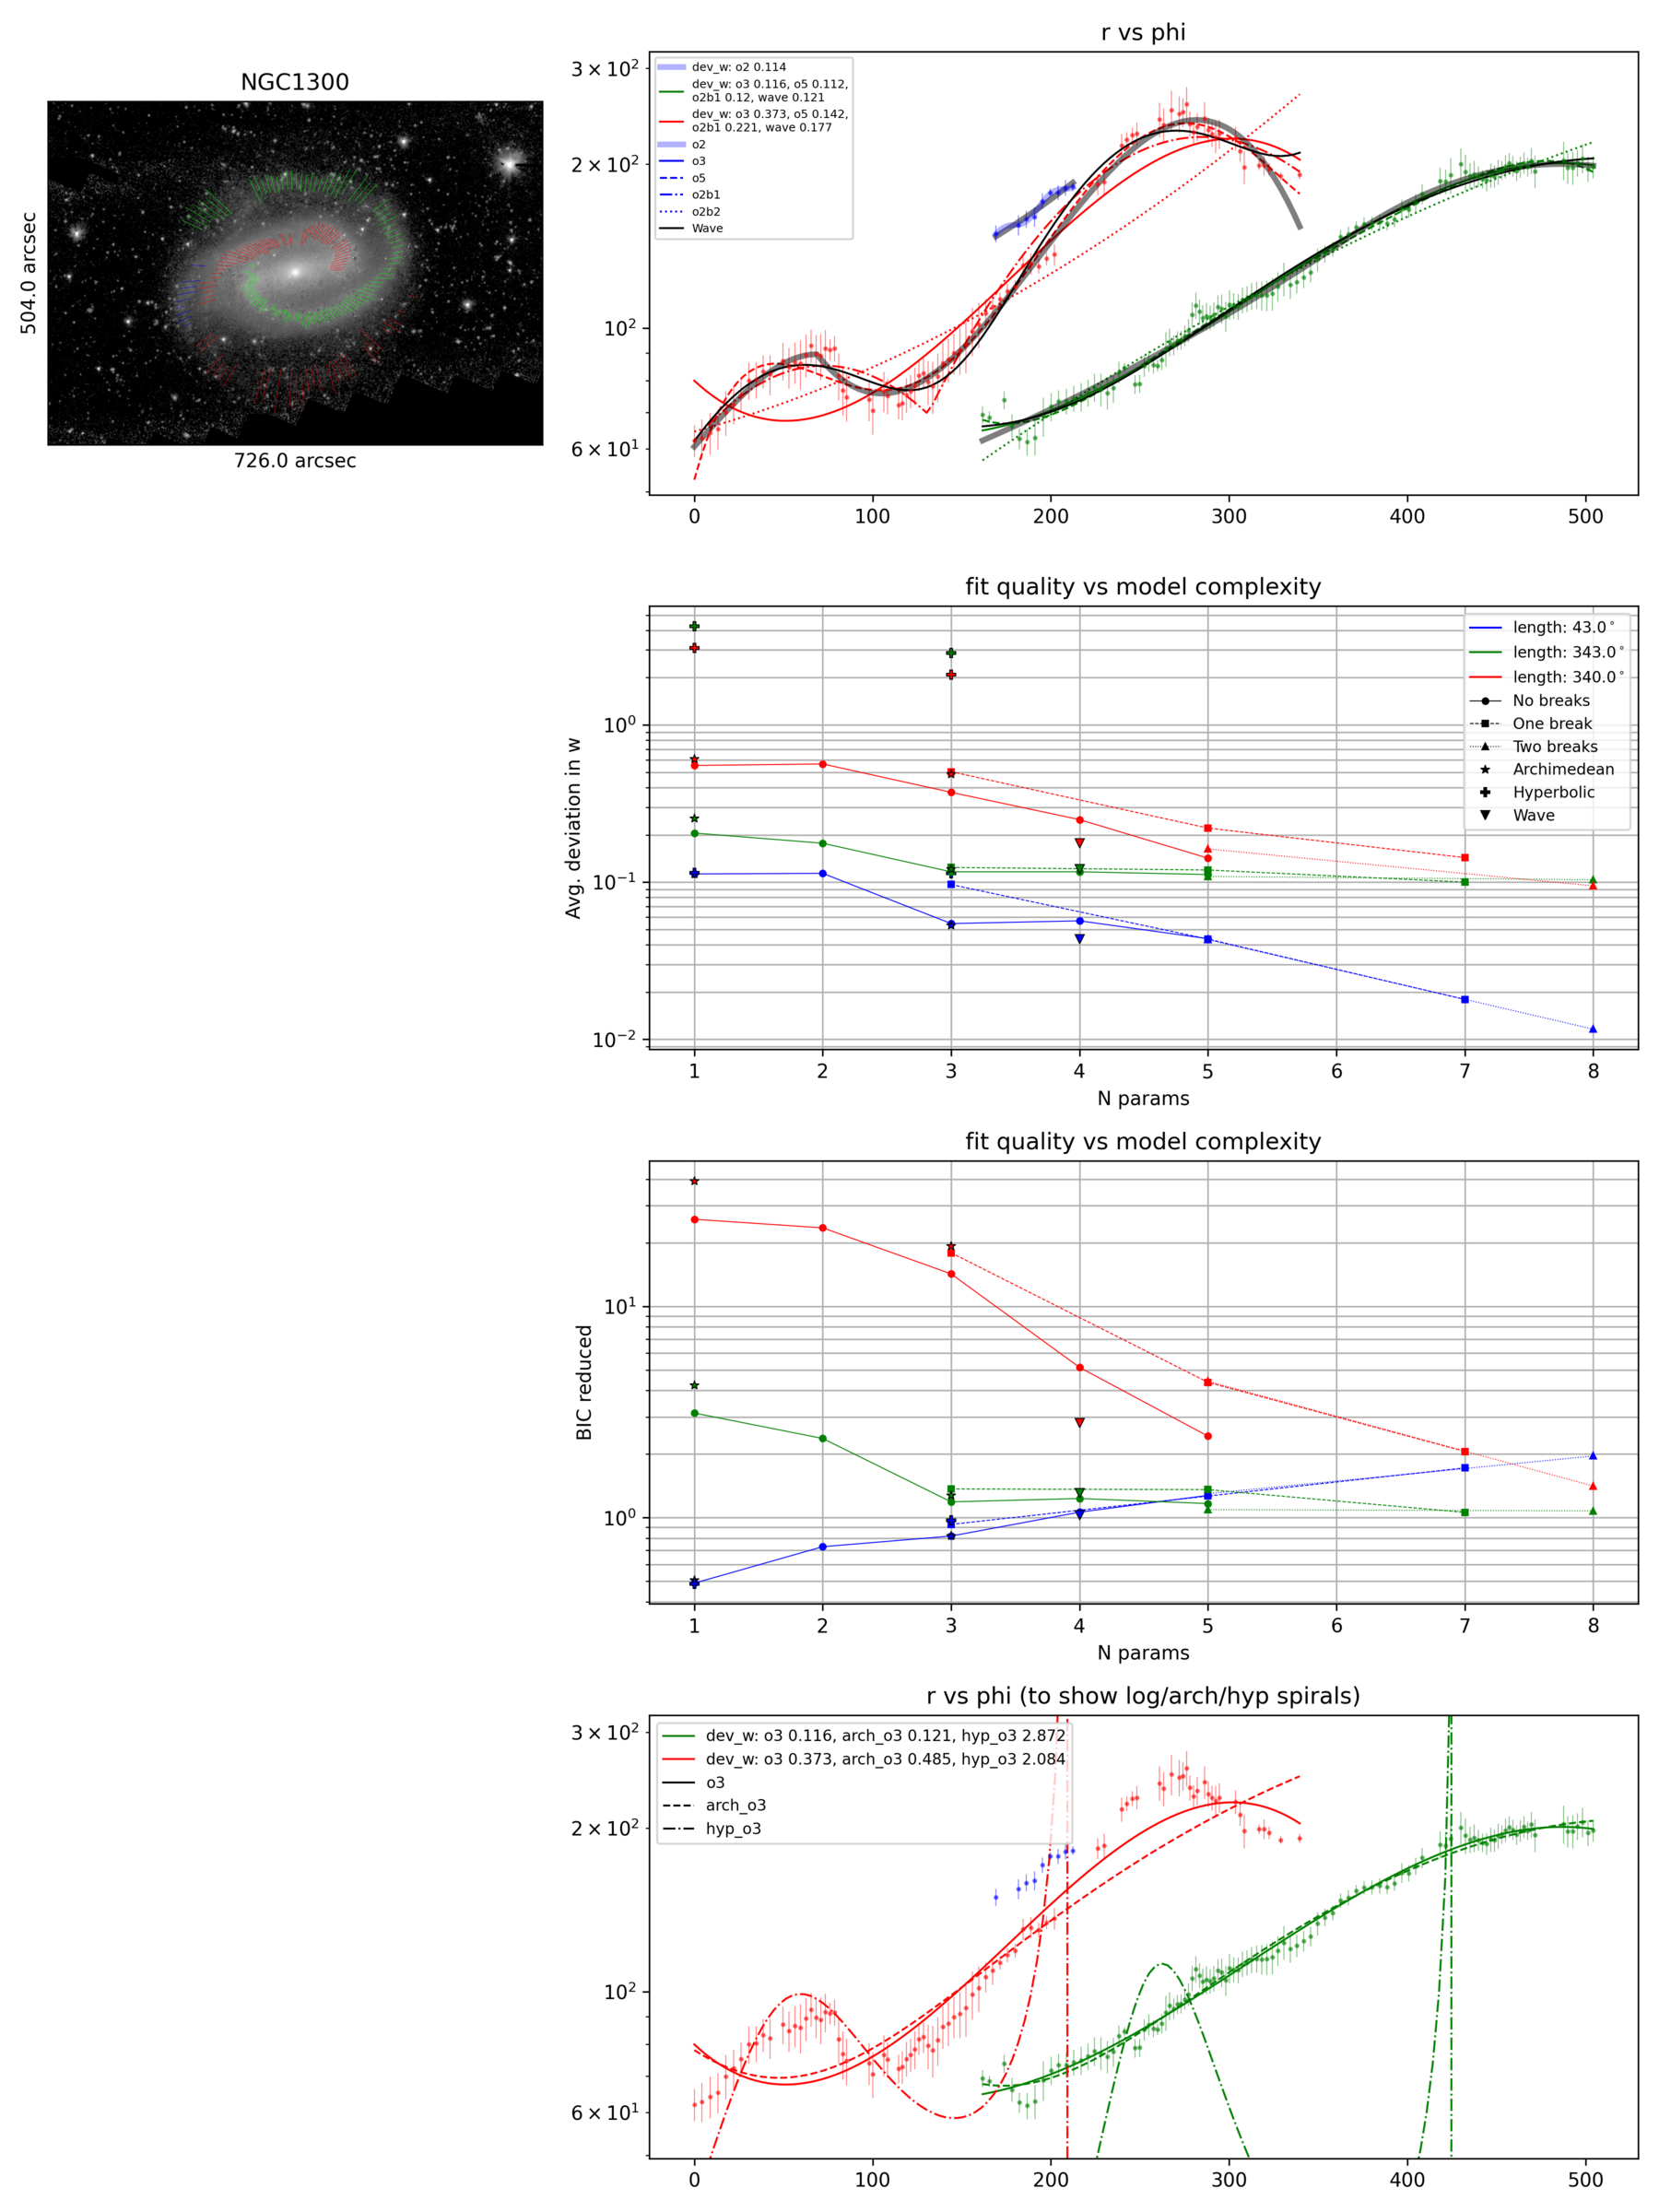 NGC1300
504.0 arcsec
726.0 arcsec
r vs phi
3 × 10²
2 × 10²
10²
6 × 10¹
dev_w: o2 0.114
dev_w: o3 0.116, o5 0.112,
o2b1 0.12, wave 0.121
dev_w: o3 0.373, o5 0.142,
o2b1 0.221, wave 0.177
o2
o3
o5
o2b1
o2b2
Wave
0 100 200 300 400 500
fit quality vs model complexity
Avg. deviation in w
10⁰
10⁻¹
10⁻²
length: 43.0°
length: 343.0°
length: 340.0°
No breaks
One break
Two breaks
Archimedean
Hyperbolic
Wave
1 2 3 4 5 6 7 8
N params
fit quality vs model complexity
BIC reduced
10¹
10⁰
1 2 3 4 5 6 7 8
N params
r vs phi (to show log/arch/hyp spirals)
3 × 10²
2 × 10²
10²
6 × 10¹
dev_w: o3 0.116, arch_o3 0.121, hyp_o3 2.872
dev_w: o3 0.373, arch_o3 0.485, hyp_o3 2.084
o3
arch_o3
hyp_o3
0 100 200 300 400 500